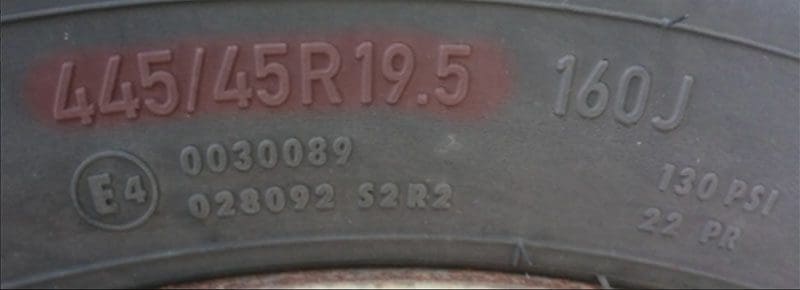 445/45R19.5 160J
E4 0030089
028092 S2R2
130 PSI
22 PR